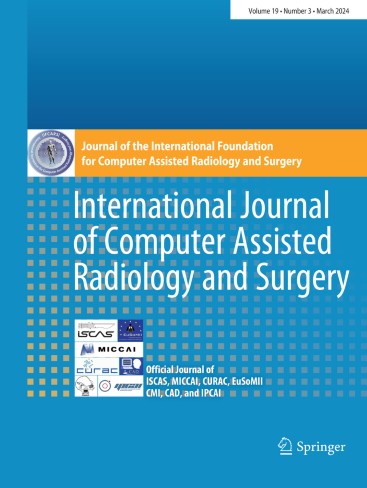 Volume 19 • Number 3 • March 2024
Journal of the International Foundation
for Computer Assisted Radiology and Surgery
International Journal
of Computer Assisted
Radiology and Surgery
ISCAS
MICCAI
curac
Official Journal of
ISCAS, MICCAI, CURAC, EuSoMII
CMI, CAD, and IPCAI
Springer